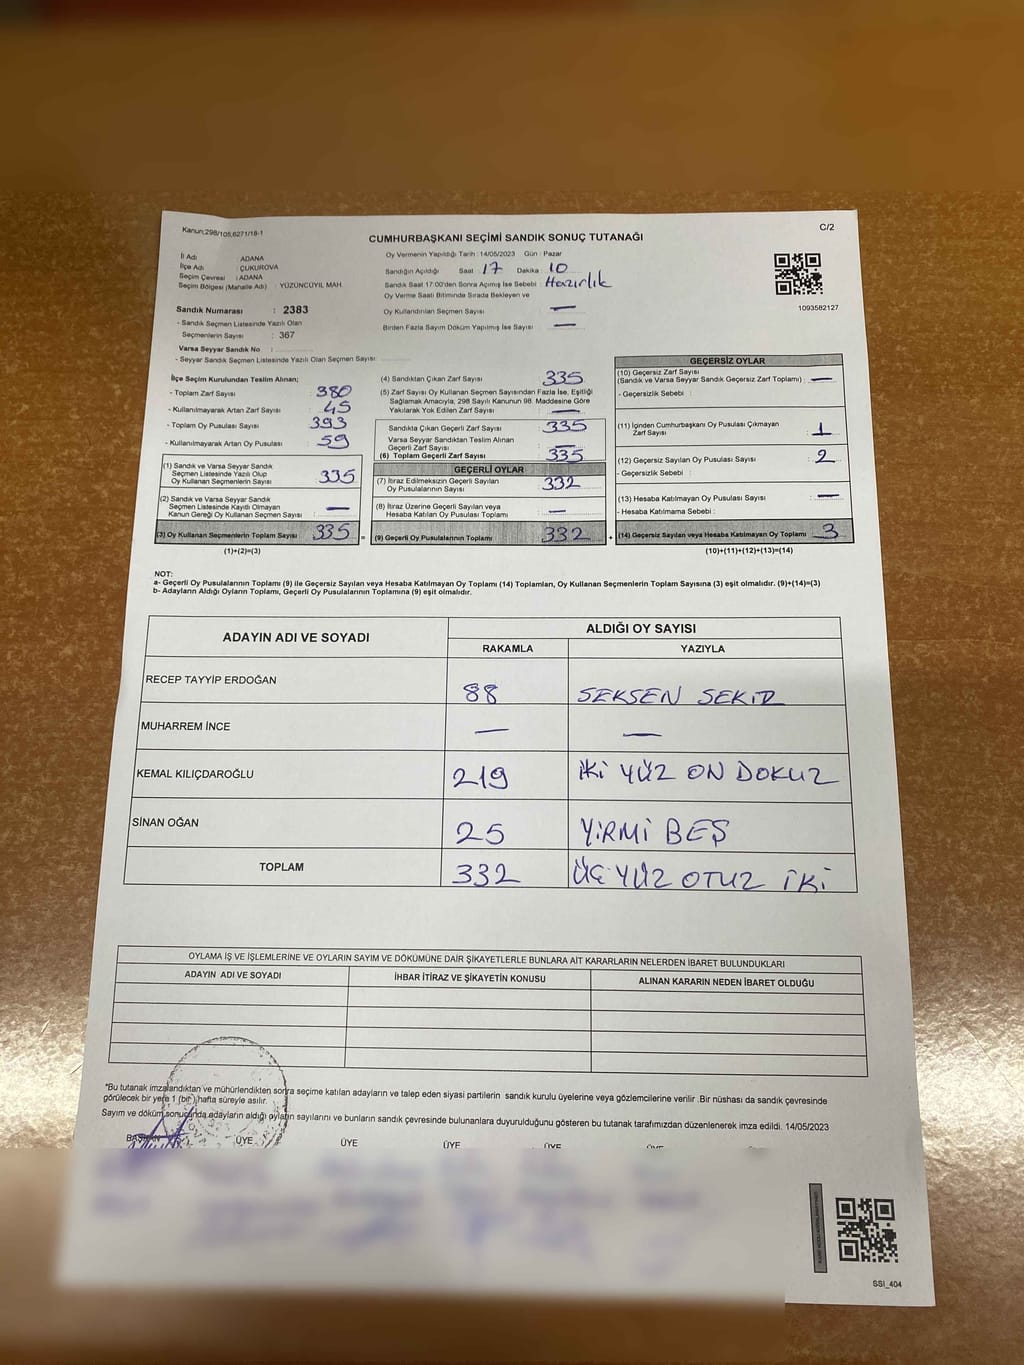 Kanun:298/105,6271/18-1
C/2
CUMHURBAŞKANI SEÇİMİ SANDIK SONUÇ TUTANAĞI
İl Adı : ADANA
İlçe Adı : ÇUKUROVA
Seçim Çevresi : ADANA
Seçim Bölgesi (Mahalle Adı) : YÜZÜNCÜYIL MAH.
Oy Vermenin Yapıldığı Tarih : 14/05/2023 Gün : Pazar
Sandığın Açıldığı Saat : 17 Dakika : 10
Sandık Saat 17:00'den Sonra Açımış İse Sebebi : Hazırlık
Oy Verme Saati Bitiminde Sırada Bekleyen ve
Oy Kullandırılan Seçmen Sayısı : —
Birden Fazla Sayım Döküm Yapılmış İse Sayısı : —
1093582127
Sandık Numarası : 2383
- Sandık Seçmen Listesinde Yazılı Olan
Seçmenlerin Sayısı : 367
Varsa Seyyar Sandık No :
- Seyyar Sandık Seçmen Listesinde Yazılı Olan Seçmen Sayısı:
İlçe Seçim Kurulundan Teslim Alınan;
- Toplam Zarf Sayısı : 380
- Kullanılmayarak Artan Zarf Sayısı : 45
- Toplam Oy Pusulası Sayısı : 393
- Kullanılmayarak Artan Oy Pusulası : 59
(1) Sandık ve Varsa Seyyar Sandık
Seçmen Listesinde Yazılı Olup
Oy Kullanan Seçmenlerin Sayısı : 335
(2) Sandık ve Varsa Seyyar Sandık
Seçmen Listesinde Kayıtlı Olmayan
Kanun Gereği Oy Kullanan Seçmen Sayısı : —
(3) Oy Kullanan Seçmenlerin Toplam Sayısı : 335 =
(1)+(2)=(3)
(4) Sandıktan Çıkan Zarf Sayısı : 335
(5) Zarf Sayısı Oy Kullanan Seçmen Sayısından Fazla İse, Eşitliği
Sağlamak Amacıyla, 298 Sayılı Kanunun 98. Maddesine Göre
Yakılarak Yok Edilen Zarf Sayısı : —
Sandıkta Çıkan Geçerli Zarf Sayısı : 335
Varsa Seyyar Sandıktan Teslim Alınan
Geçerli Zarf Sayısı : —
(6) Toplam Geçerli Zarf Sayısı : 335
GEÇERLİ OYLAR
(7) İtiraz Edilmeksizin Geçerli Sayılan
Oy Pusulalarının Sayısı : 332
(8) İtiraz Üzerine Geçerli Sayılan veya
Hesaba Katılan Oy Pusulaları Toplamı : —
(9) Geçerli Oy Pusulalarının Toplamı : 332 +
GEÇERSİZ OYLAR
(10) Geçersiz Zarf Sayısı
(Sandık ve Varsa Seyyar Sandık Geçersiz Zarf Toplamı) : —
- Geçersizlik Sebebi :
(11) İçinden Cumhurbaşkanı Oy Pusulası Çıkmayan
Zarf Sayısı : 1
(12) Geçersiz Sayılan Oy Pusulası Sayısı : 2
- Geçersizlik Sebebi :
(13) Hesaba Katılmayan Oy Pusulası Sayısı : —
- Hesaba Katılmama Sebebi :
(14) Geçersiz Sayılan veya Hesaba Katılmayan Oy Toplamı : 3
(10)+(11)+(12)+(13)=(14)
NOT:
a- Geçerli Oy Pusulalarının Toplamı (9) ile Geçersiz Sayılan veya Hesaba Katılmayan Oy Toplamı (14) Toplamları, Oy Kullanan Seçmenlerin Toplam Sayısına (3) eşit olmalıdır. (9)+(14)=(3)
b- Adayların Aldığı Oyların Toplamı, Geçerli Oy Pusulalarının Toplamına (9) eşit olmalıdır.
ADAYIN ADI VE SOYADI ALDIĞI OY SAYISI
RAKAMLA YAZIYLA
RECEP TAYYİP ERDOĞAN 88 SEKSEN SEKİZ
MUHARREM İNCE — —
KEMAL KILIÇDAROĞLU 219 İKİ YÜZ ON DOKUZ
SİNAN OĞAN 25 YİRMİ BEŞ
TOPLAM 332 ÜÇ YÜZ OTUZ İKİ
OYLAMA İŞ VE İŞLEMLERİNE VE OYLARIN SAYIM VE DÖKÜMÜNE DAİR ŞİKAYETLERLE BUNLARA AİT KARARLARIN NELERDEN İBARET BULUNDUKLARI
ADAYIN ADI VE SOYADI İHBAR İTİRAZ VE ŞİKAYETİN KONUSU ALINAN KARARIN NEDEN İBARET OLDUĞU
*Bu tutanak imzalandıktan ve mühürlendikten sonra seçime katılan adayların ve talep eden siyasi partilerin sandık kurulu üyelerine veya gözlemcilerine verilir .Bir nüshası da sandık çevresinde
görülecek bir yere 1 (bir) hafta süreyle asılır.
Sayım ve döküm sonucunda adayların aldığı oyların sayılarını ve bunların sandık çevresinde bulunanlara duyurulduğunu gösteren bu tutanak tarafımızdan düzenlenerek imza edildi. 14/05/2023
BAŞKAN ÜYE ÜYE ÜYE ÜYE
SSI_404